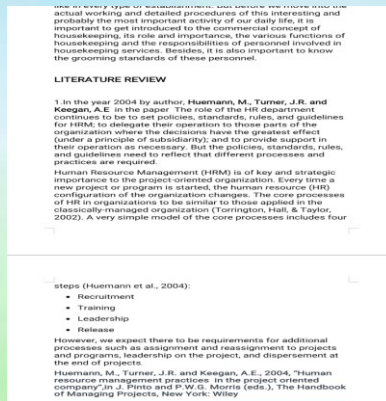 like in every type of establishment. But before we move into the
actual working and detailed procedures of this interesting and
probably the most important activity of our daily life, it is
important to get introduced to the commercial concept of
housekeeping, its role and importance, the various functions of
housekeeping and the responsibilities of personnel involved in
housekeeping services. Besides, it is also important to know
the grooming standards of these personnel.
LITERATURE REVIEW
1.In the year 2004 by author, Huemann, M., Turner, J.R. and
Keegan, A.E in the paper The role of the HR department
continues to be to set policies, standards, rules, and guidelines
for HRM; to delegate their operation to those parts of the
organization where the decisions have the greatest effect
(under a principle of subsidiarity); and to provide support in
their operation as necessary. But the policies, standards, rules,
and guidelines need to reflect that different processes and
practices are required.
Human Resource Management (HRM) is of key and strategic
importance to the project-oriented organization. Every time a
new project or program is started, the human resource (HR)
configuration of the organization changes. The core processes
of HR in organizations to be similar to those applied in the
classically-managed organization (Torrington, Hall, & Taylor,
2002). A very simple model of the core processes includes four
steps (Huemann et al., 2004):
• Recruitment
• Training
• Leadership
• Release
However, we expect there to be requirements for additional
processes such as assignment and reassignment to projects
and programs, leadership on the project, and dispersement at
the end of projects.
Huemann, M., Turner, J.R. and Keegan, A.E., 2004, "Human
resource management practices in the project oriented
company",in J. Pinto and P.W.G. Morris (eds.), The Handbook
of Managing Projects, New York: Wiley